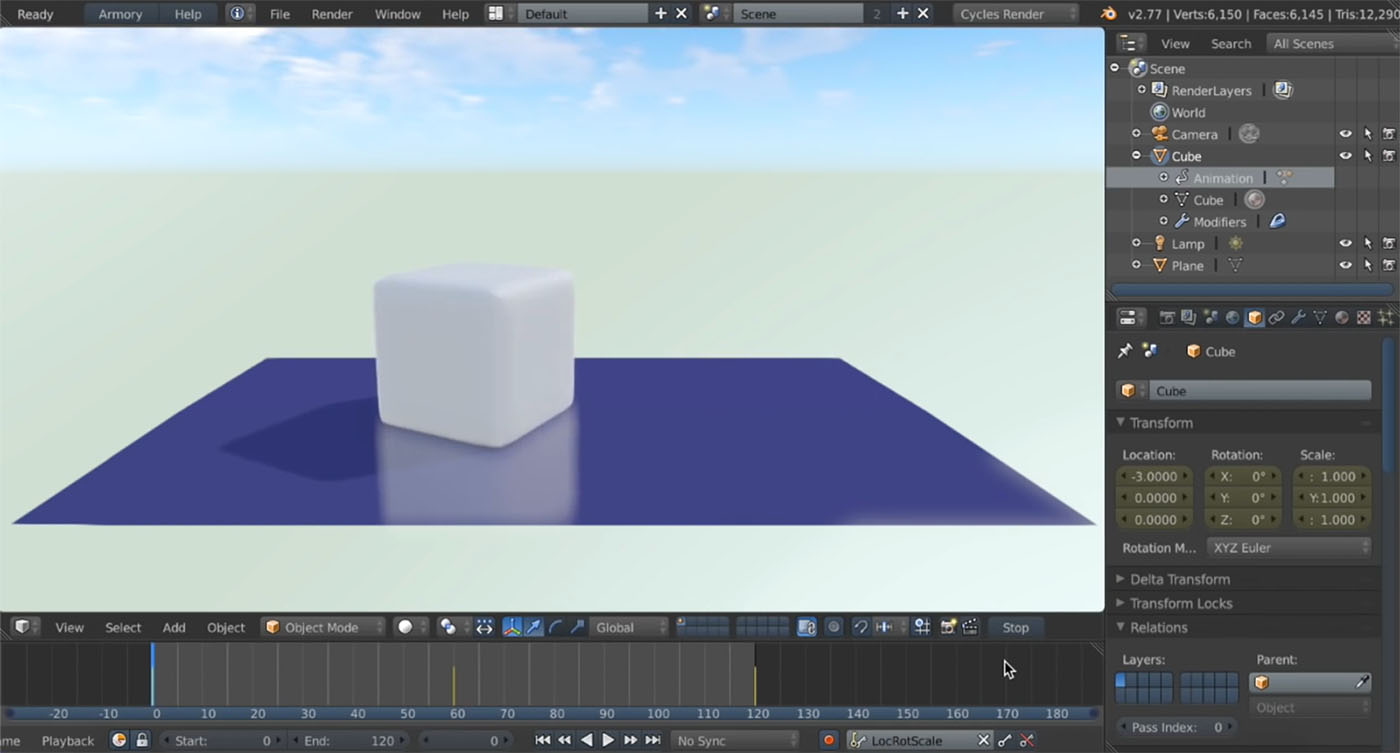 Ready Armory Help File Render Window Help Default Scene 2 Cycles Render v2.77 | Verts:6,150 | Faces:6,145 | Tris:12,290
View Search All Scenes
Scene
RenderLayers
World
Camera
Cube
Animation
Cube
Modifiers
Lamp
Plane
Cube
Cube
Transform
Location: Rotation: Scale:
-3.0000 X: 0° : 1.000
0.0000 Y: 0° Y:1.000
0.0000 Z: 0° : 1.000
Rotation M... XYZ Euler
Delta Transform
Transform Locks
Relations
Layers: Parent:
Object
Pass Index: 0
View Select Add Object Object Mode Global Stop
-20 -10 0 10 20 30 40 50 60 70 80 90 100 110 120 130 140 150 160 170 180
me Playback Start: 0 End: 120 0 No Sync LocRotScale